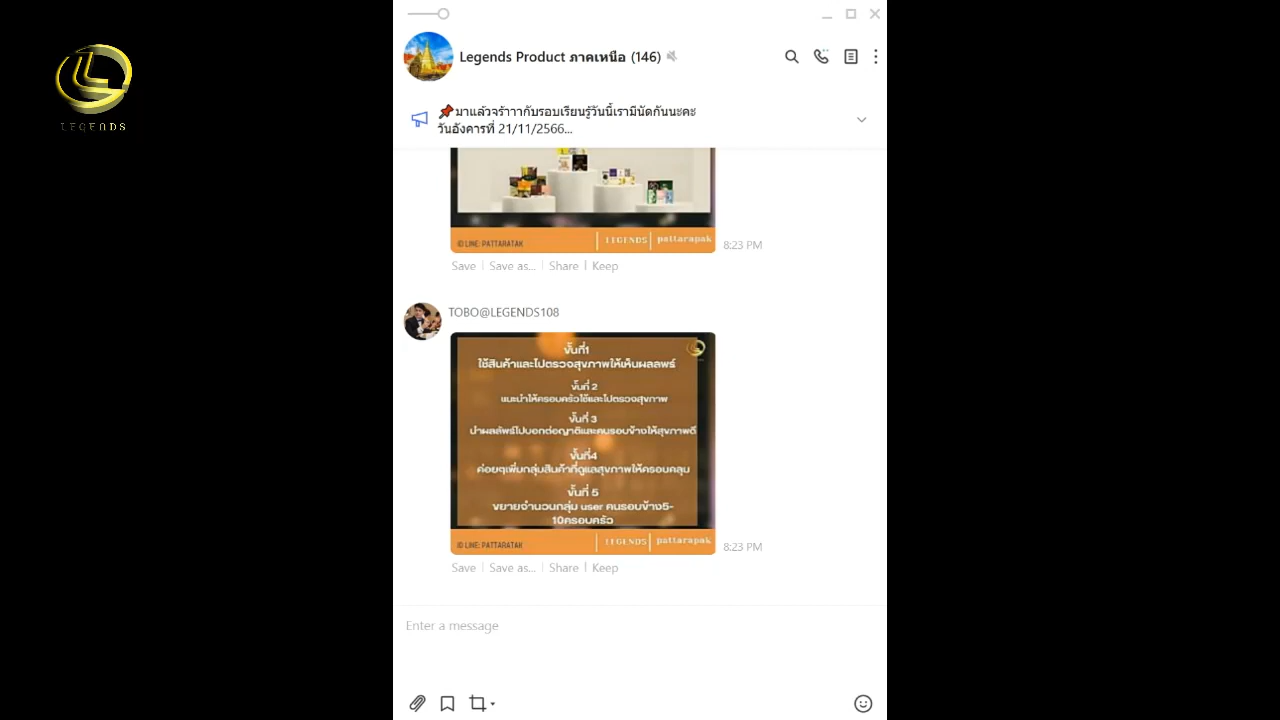 LEGENDS
Legends Product ภาคเหนือ (146)
📌มาแล้วจร้าาากับรอบเรียนรู้วันนี้เรามีนัดกันนะคะ
วันอังคารที่ 21/11/2566...
© LINE: PATTARATAK
LEGENDS
pattarapak
8:23 PM
Save
Save as...
Share
Keep
TOBO@LEGENDS108
ขั้นที่1
ใช้สินค้าและไปตรวจสุขภาพให้เห็นผลลพธ์
ขั้นที่ 2
แนะนำให้ครอบครัวใช้และไปตรวจสุขภาพ
ขั้นที่ 3
นำผลลัพธ์ไปบอกต่อญาติและคนรอบข้างให้สุขภาพดี
ขั้นที่4
ค่อยๆเพิ่มกลุ่มสินค้าที่ดูแลสุขภาพให้ครอบคลุม
ขั้นที่ 5
ขยายจำนวนกลุ่ม user คนรอบข้าง5-
10ครอบครัว
© LINE: PATTARATAK
LEGENDS
pattarapak
8:23 PM
Save
Save as...
Share
Keep
Enter a message